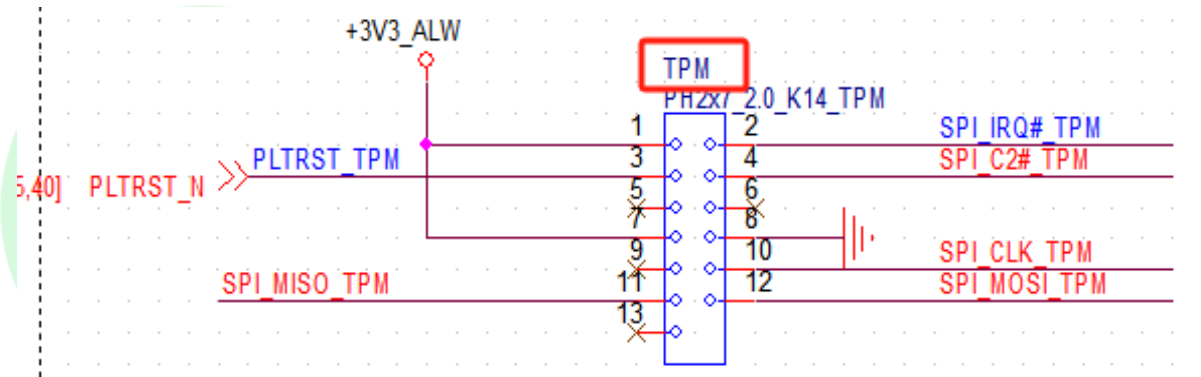 +3V3_ALW
TPM
PH2x7_2.0_K14_TPM
1 2 SPI_IRQ#_TPM
PLTRST_TPM 3 4 SPI_C2#_TPM
5,40] PLTRST_N 5 6
7 8
9 10 SPI_CLK_TPM
SPI_MISO_TPM 11 12 SPI_MOSI_TPM
13